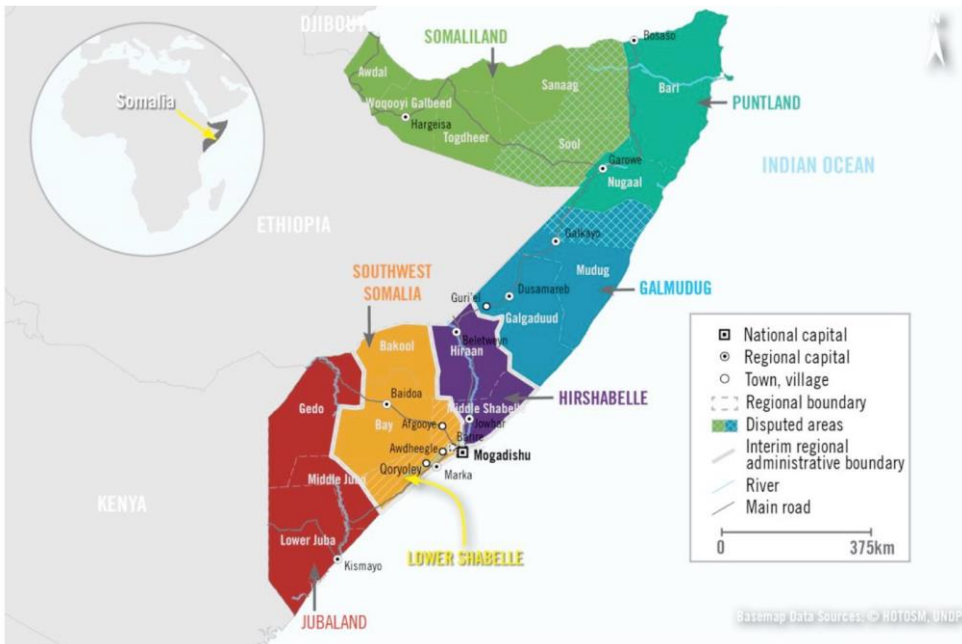 DJIBOUTI
SOMALILAND
N
Bosaso
Awdal
Sanaag
Bari
Somalia
Woqooyi Galbeed
PUNTLAND
Hargeisa
Togdheer
Sool
Garowe
INDIAN OCEAN
Nugaal
ETHIOPIA
Galkayo
SOUTHWEST
SOMALIA
Mudug
Dusamareb
GALMUDUG
Guri'el
Galgaduud
Beletweyn
Hiraan
Bakool
National capital
Regional capital
Town, village
Regional boundary
Disputed areas
Interim regional
administrative boundary
River
Main road
0 375km
Gedo
Baidoa
HIRSHABELLE
Middle Shabelle
Bay
Afgooye
Jowhar
Barire
Awdheegle
Mogadishu
Qoryoley
Marka
Middle Juba
KENYA
Lower Juba
LOWER SHABELLE
Kismayo
JUBALAND
Basemap Data Sources: © HOTOSM, UNDP